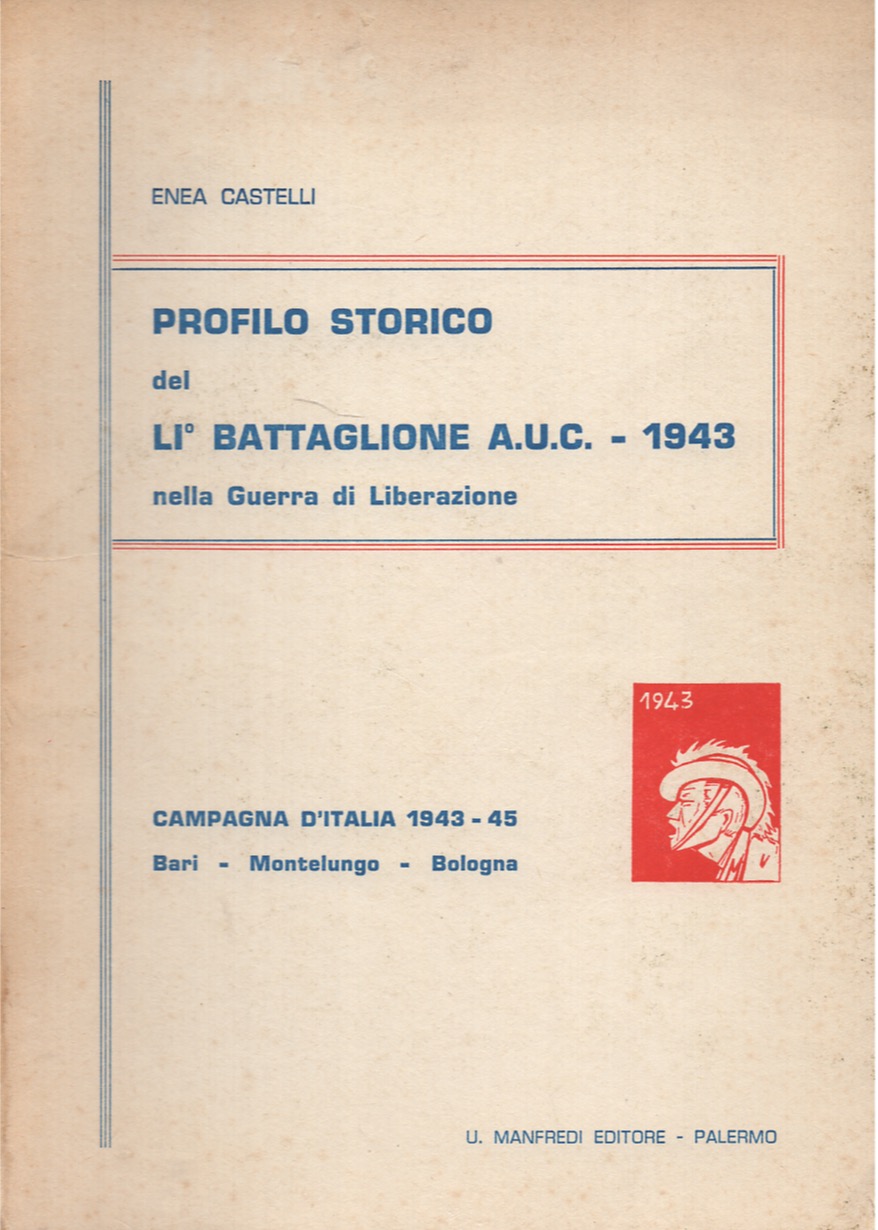 ENEA CASTELLI
PROFILO STORICO
del
LI° BATTAGLIONE A.U.C. - 1943
nella Guerra di Liberazione
1943
CAMPAGNA D'ITALIA 1943 - 45
Bari - Montelungo - Bologna
U. MANFREDI EDITORE - PALERMO